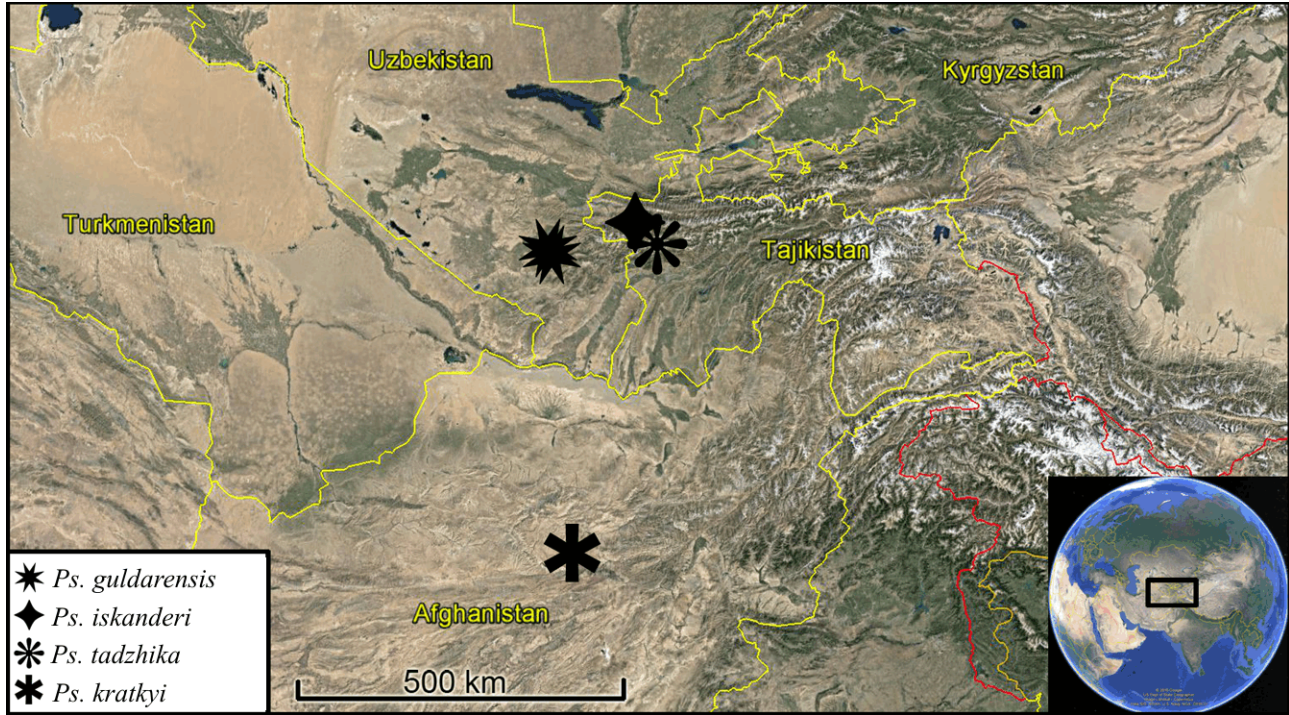 Uzbekistan
Kyrgyzstan
Turkmenistan
Tajikistan
Afghanistan
500 km
Ps. guldarensis
Ps. iskanderi
Ps. tadzhika
Ps. kratkyi